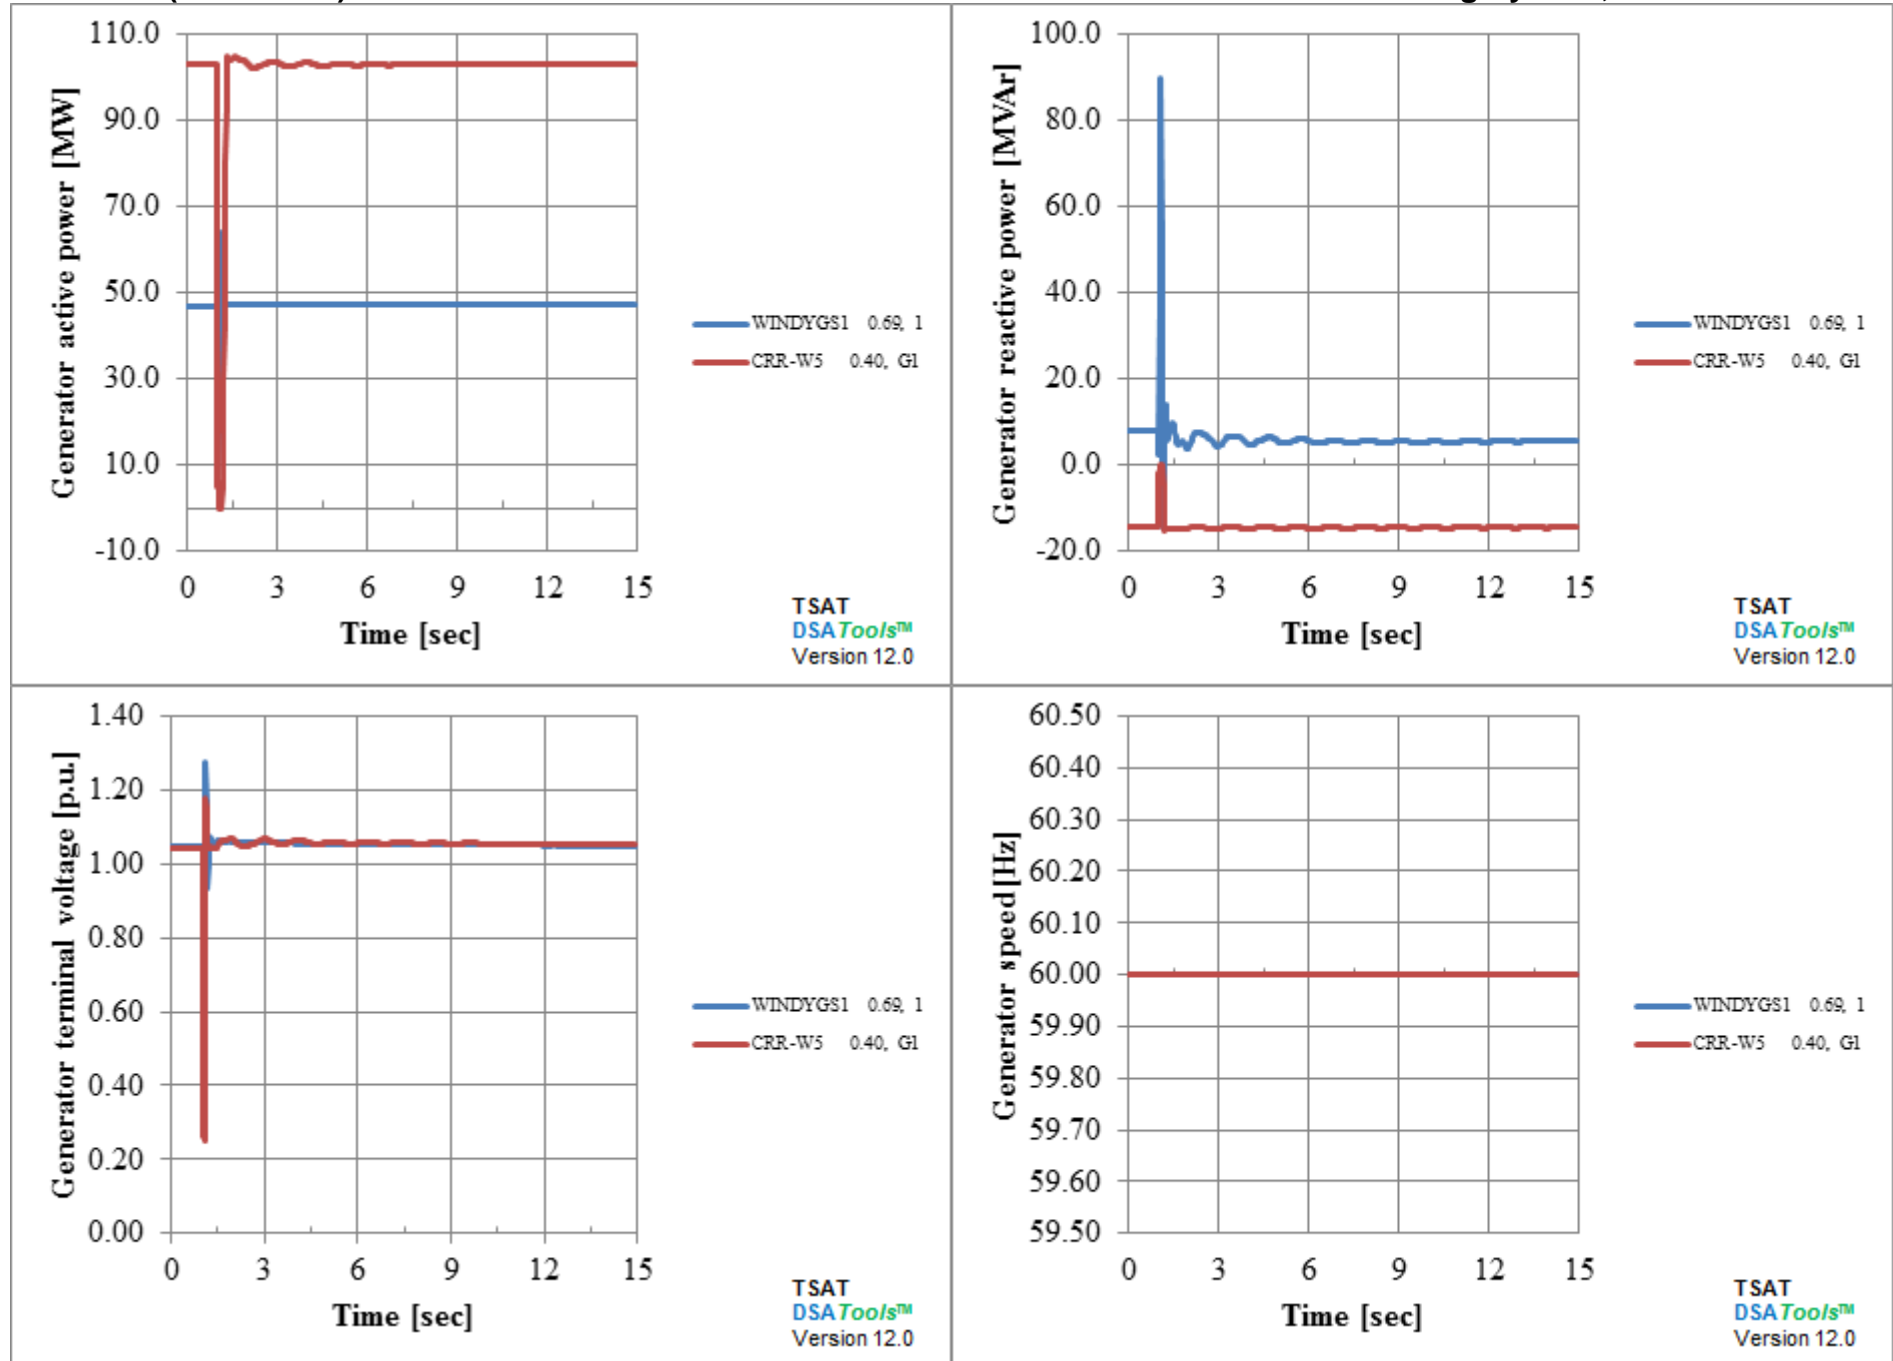 110.0
90.0
70.0
50.0
30.0
10.0
-10.0
Generator active power [MW]
0 3 6 9 12 15
Time [sec]
WINDYGS1 0.69, 1
CRR-W5 0.40, G1
TSAT
DSATools™
Version 12.0
100.0
80.0
60.0
40.0
20.0
0.0
-20.0
Generator reactive power [MVAr]
0 3 6 9 12 15
Time [sec]
WINDYGS1 0.69, 1
CRR-W5 0.40, G1
TSAT
DSATools™
Version 12.0
1.40
1.20
1.00
0.80
0.60
0.40
0.20
0.00
Generator terminal voltage [p.u.]
0 3 6 9 12 15
Time [sec]
WINDYGS1 0.69, 1
CRR-W5 0.40, G1
TSAT
DSATools™
Version 12.0
60.50
60.40
60.30
60.20
60.10
60.00
59.90
59.80
59.70
59.60
59.50
Generator speed[Hz]
0 3 6 9 12 15
Time [sec]
WINDYGS1 0.69, 1
CRR-W5 0.40, G1
TSAT
DSATools™
Version 12.0